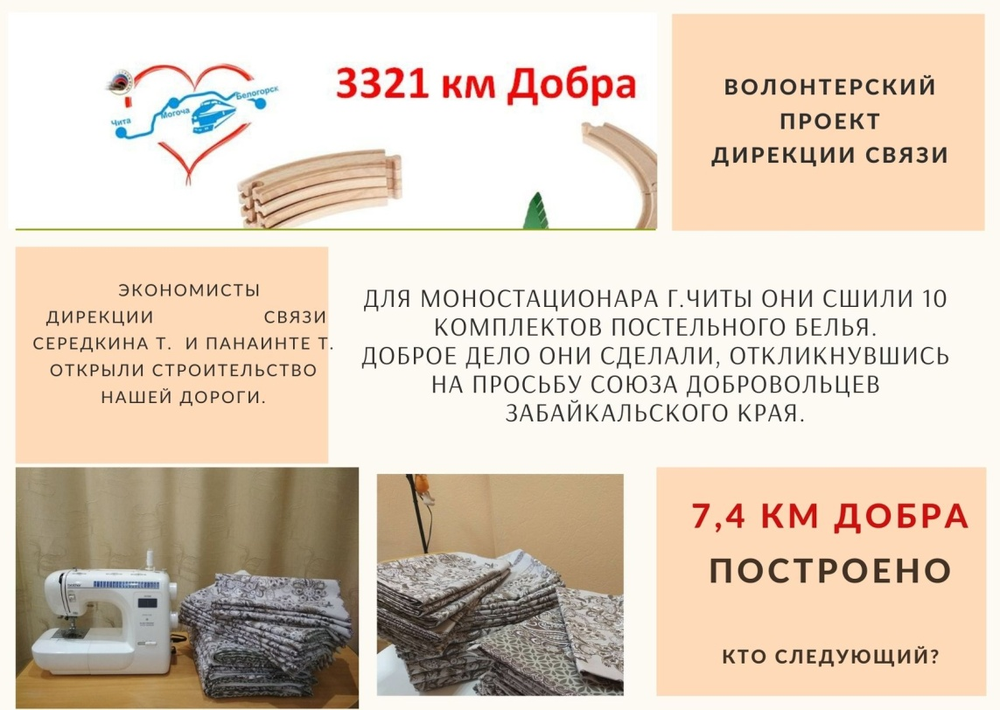 3321 км Добра
Белогорск
Могоча
Чита
ВОЛОНТЕРСКИЙ
ПРОЕКТ
ДИРЕКЦИИ СВЯЗИ
ЭКОНОМИСТЫ
ДИРЕКЦИИ СВЯЗИ
СЕРЕДКИНА Т. И ПАНАИНТЕ Т.
ОТКРЫЛИ СТРОИТЕЛЬСТВО
НАШЕЙ ДОРОГИ.
ДЛЯ МОНОСТАЦИОНАРА Г.ЧИТЫ ОНИ СШИЛИ 10
КОМПЛЕКТОВ ПОСТЕЛЬНОГО БЕЛЬЯ.
ДОБРОЕ ДЕЛО ОНИ СДЕЛАЛИ, ОТКЛИКНУВШИСЬ
НА ПРОСЬБУ СОЮЗА ДОБРОВОЛЬЦЕВ
ЗАБАЙКАЛЬСКОГО КРАЯ.
7,4 КМ ДОБРА
ПОСТРОЕНО
КТО СЛЕДУЮЩИЙ?